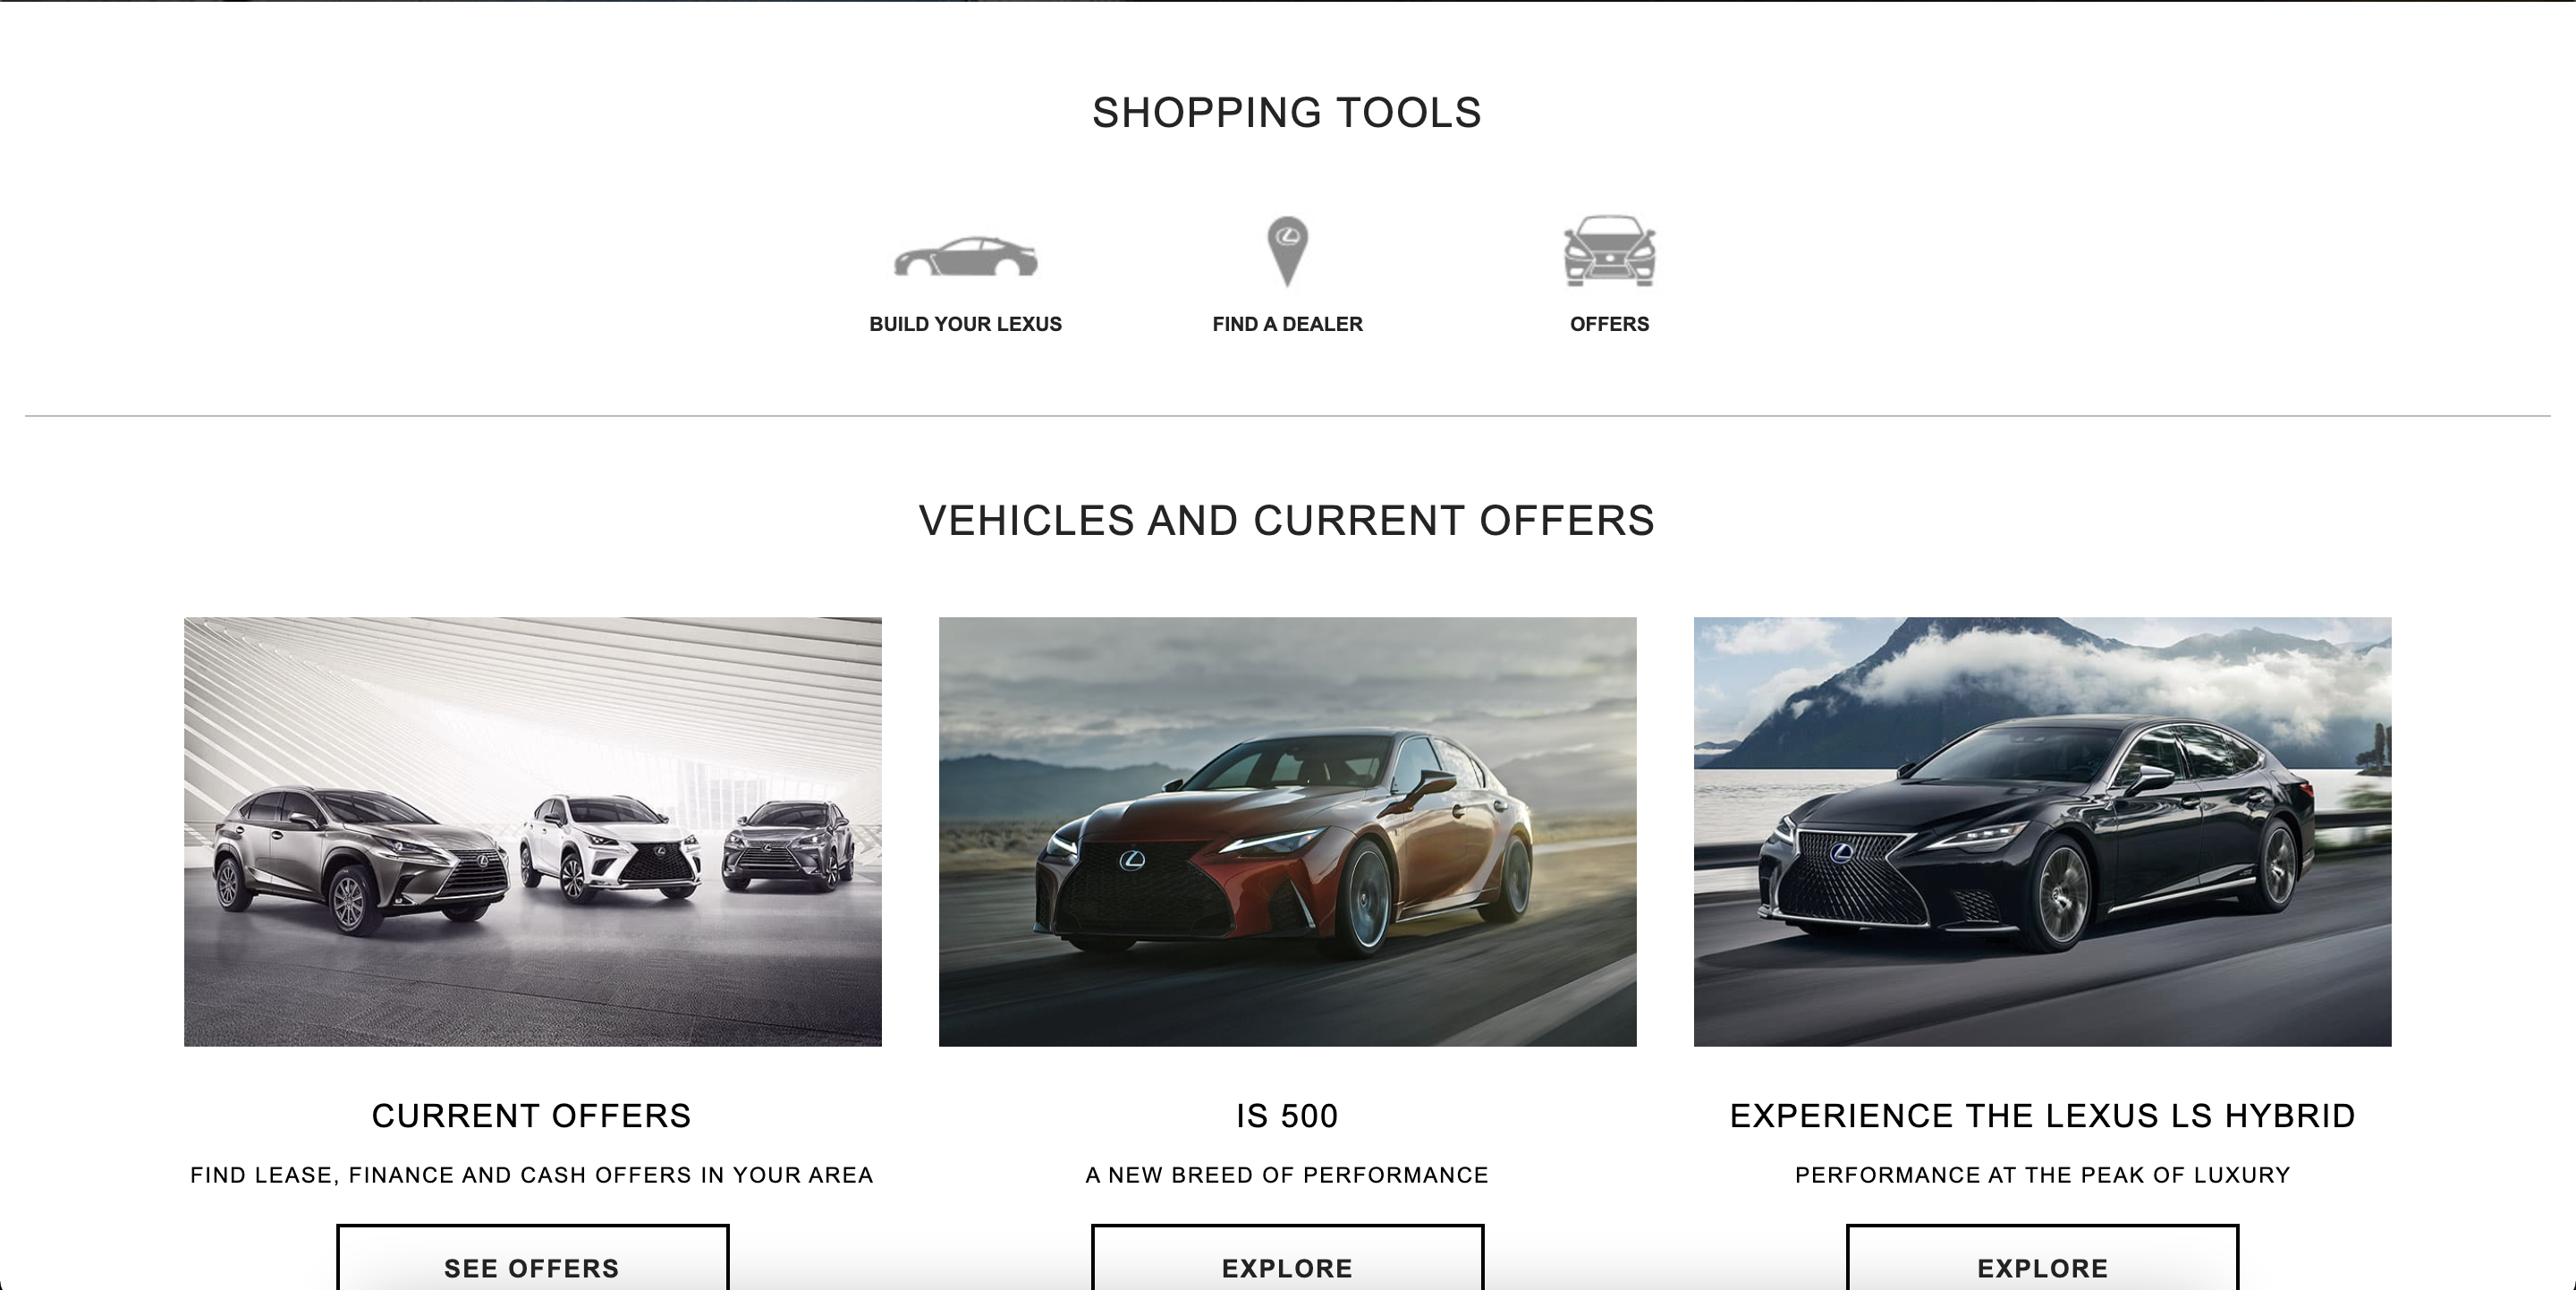 SHOPPING TOOLS
BUILD YOUR LEXUS
FIND A DEALER
OFFERS
VEHICLES AND CURRENT OFFERS
CURRENT OFFERS
FIND LEASE, FINANCE AND CASH OFFERS IN YOUR AREA
SEE OFFERS
IS 500
A NEW BREED OF PERFORMANCE
EXPLORE
EXPERIENCE THE LEXUS LS HYBRID
PERFORMANCE AT THE PEAK OF LUXURY
EXPLORE